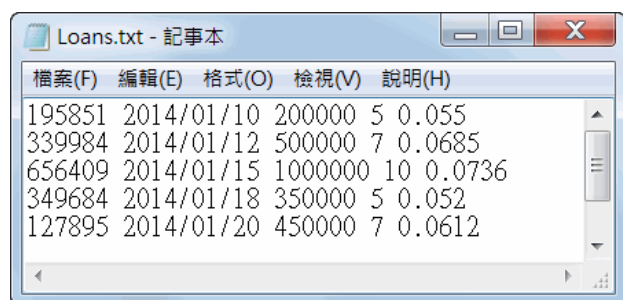 Loans.txt - 記事本
檔案(F) 編輯(E) 格式(O) 檢視(V) 說明(H)
195851 2014/01/10 200000 5 0.055
339984 2014/01/12 500000 7 0.0685
656409 2014/01/15 1000000 10 0.0736
349684 2014/01/18 350000 5 0.052
127895 2014/01/20 450000 7 0.0612